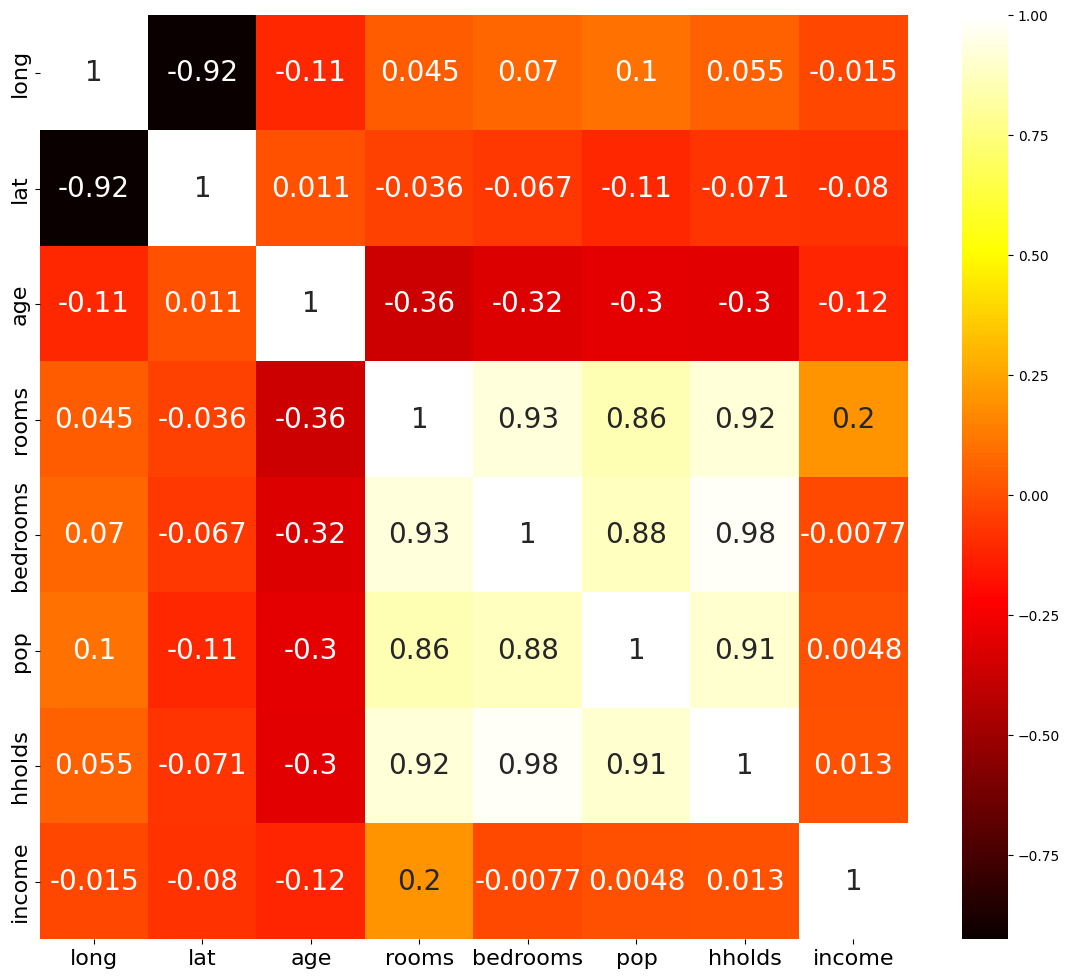 long 1 -0.92 -0.11 0.045 0.07 0.1 0.055 -0.015
lat -0.92 1 0.011 -0.036 -0.067 -0.11 -0.071 -0.08
age -0.11 0.011 1 -0.36 -0.32 -0.3 -0.3 -0.12
rooms 0.045 -0.036 -0.36 1 0.93 0.86 0.92 0.2
bedrooms 0.07 -0.067 -0.32 0.93 1 0.88 0.98 -0.0077
pop 0.1 -0.11 -0.3 0.86 0.88 1 0.91 0.0048
hholds 0.055 -0.071 -0.3 0.92 0.98 0.91 1 0.013
income -0.015 -0.08 -0.12 0.2 -0.0077 0.0048 0.013 1
long lat age rooms bedrooms pop hholds income
1.00
0.75
0.50
0.25
0.00
−0.25
−0.50
−0.75